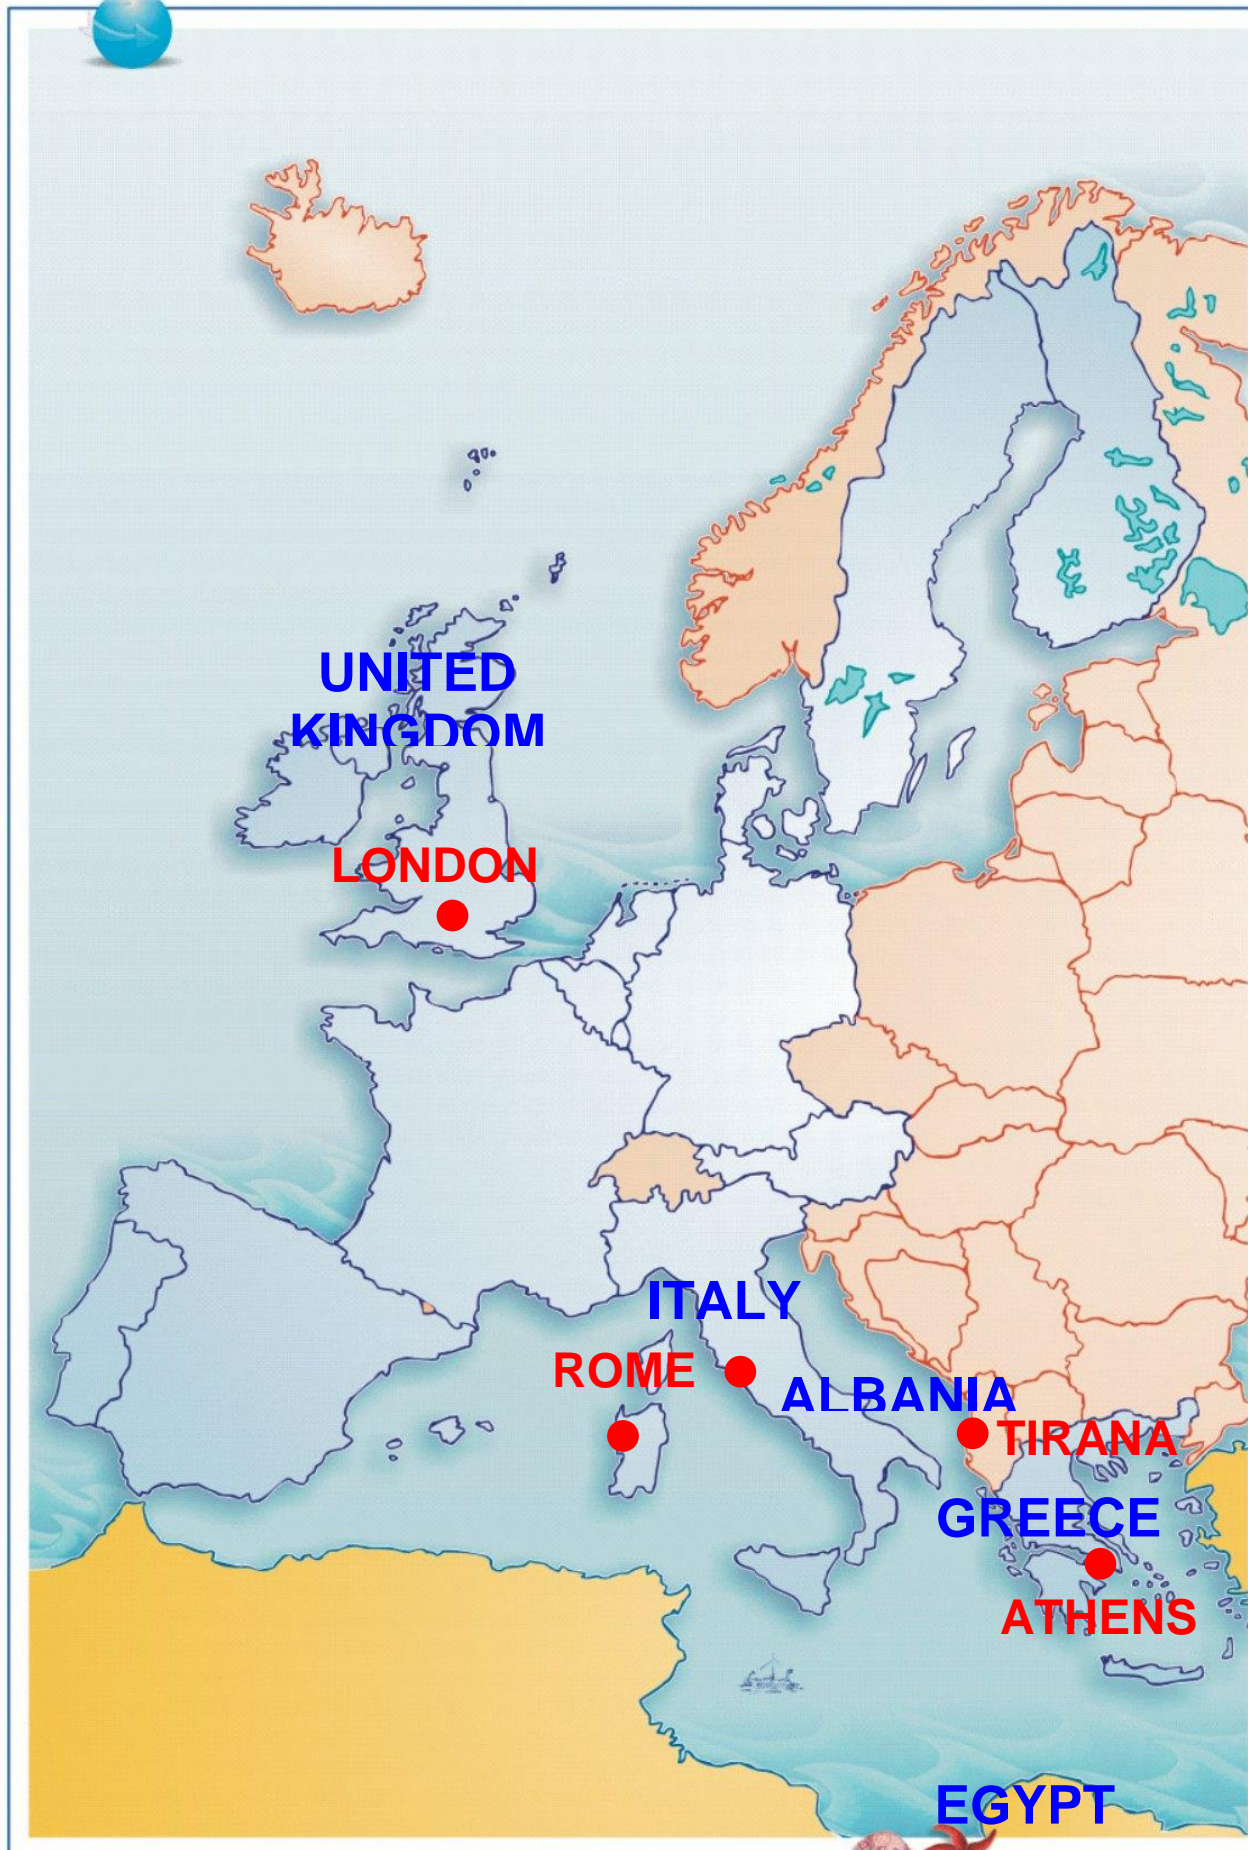 UNITED
KINGDOM
LONDON
ITALY
ROME
ALBANIA
TIRANA
GREECE
ATHENS
EGYPT